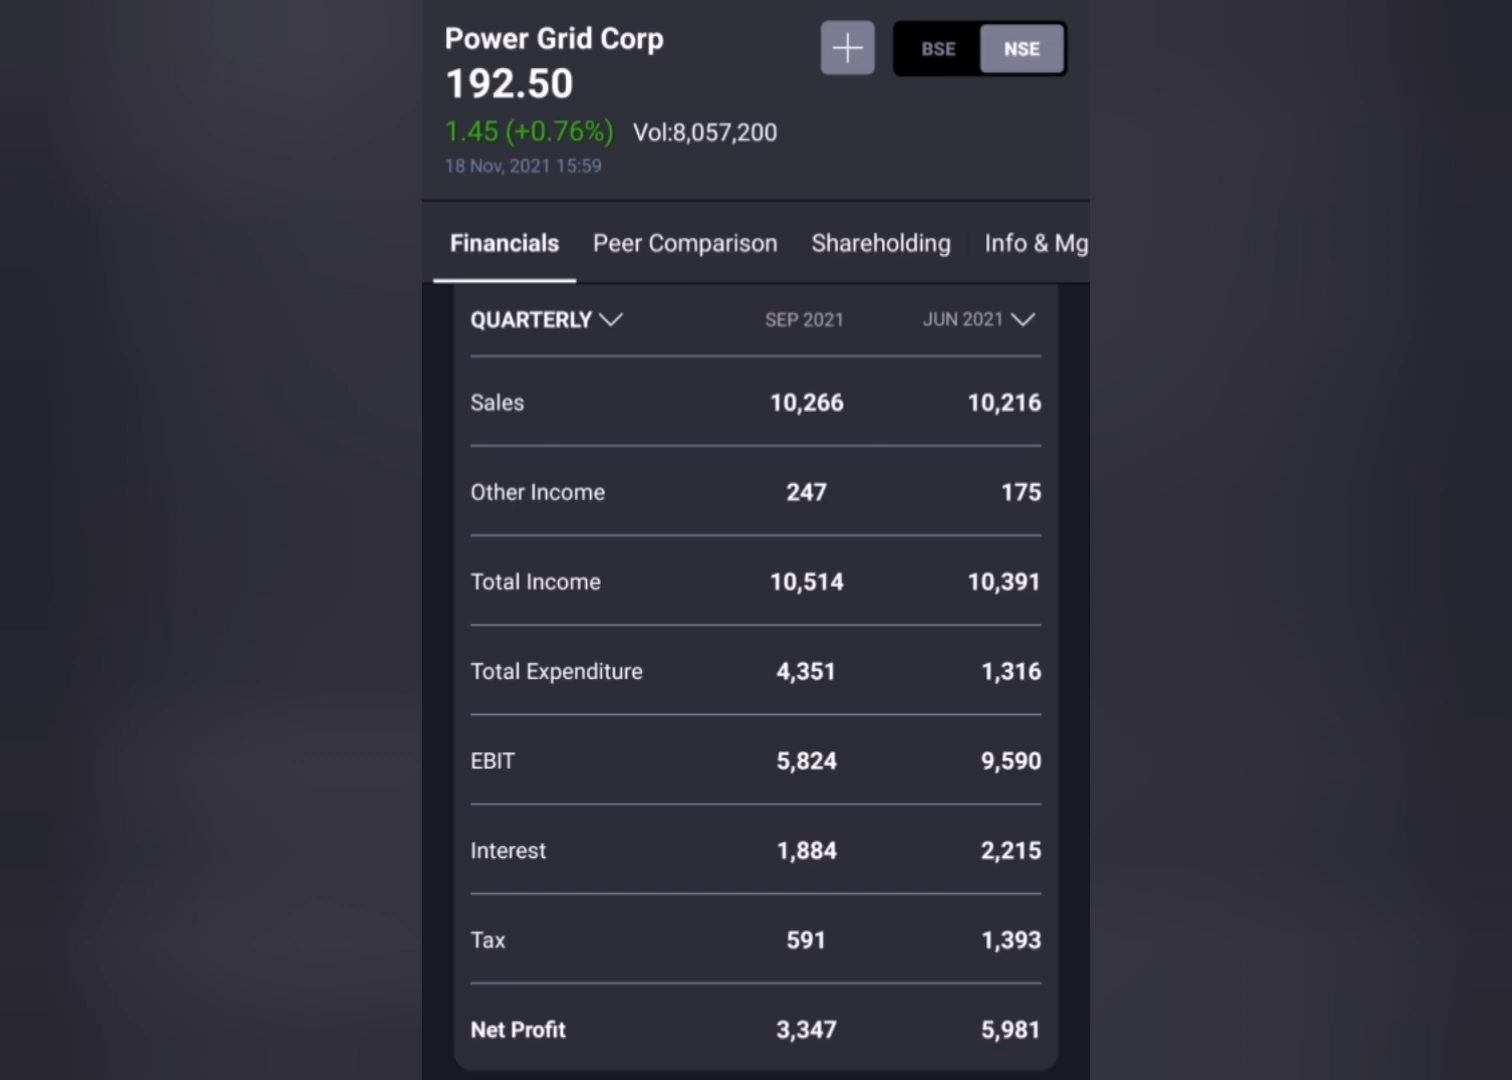 Power Grid Corp
BSE NSE
192.50
1.45 (+0.76%) Vol:8,057,200
18 Nov, 2021 15:59
Financials Peer Comparison Shareholding Info & Mg
QUARTERLY SEP 2021 JUN 2021
Sales 10,266 10,216
Other Income 247 175
Total Income 10,514 10,391
Total Expenditure 4,351 1,316
EBIT 5,824 9,590
Interest 1,884 2,215
Tax 591 1,393
Net Profit 3,347 5,981